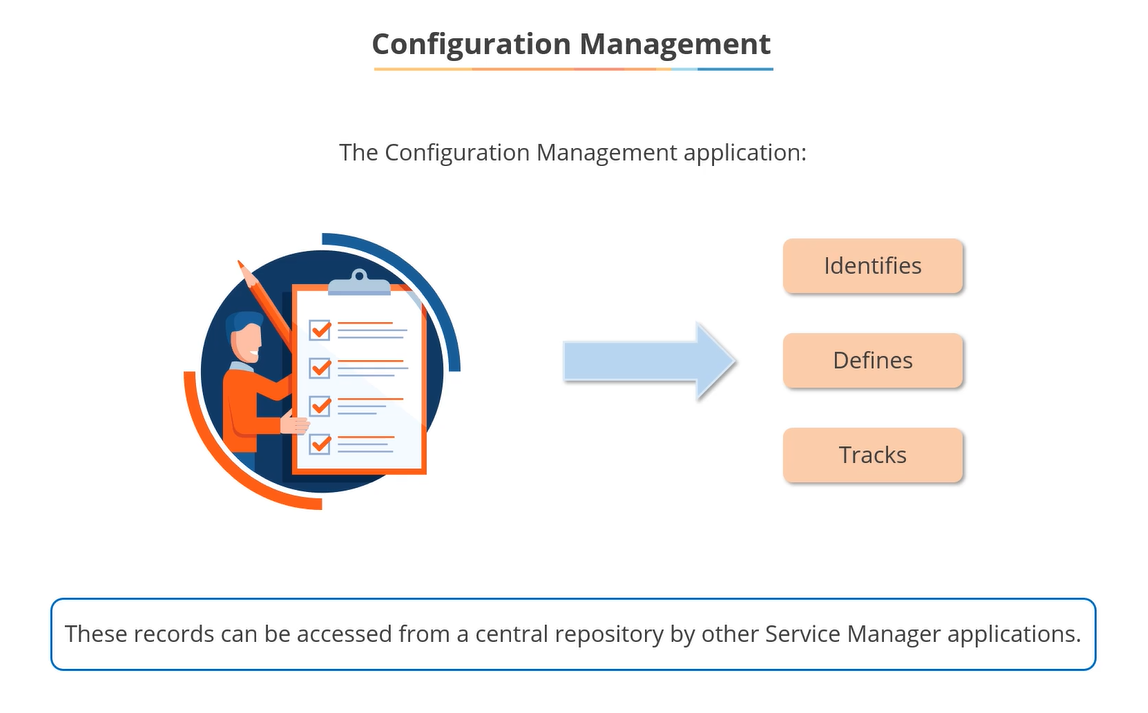 Configuration Management
The Configuration Management application:
Identifies
Defines
Tracks
These records can be accessed from a central repository by other Service Manager applications.